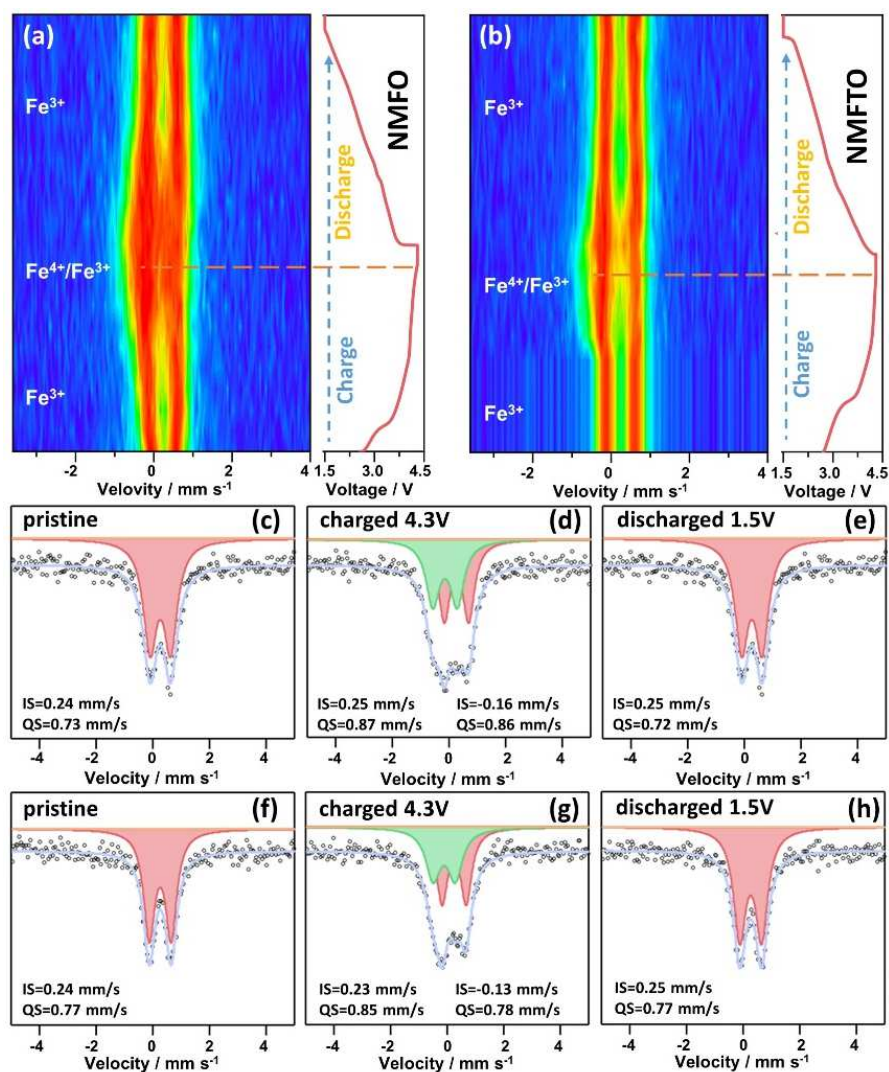 (a)
Fe³⁺
Fe⁴⁺/Fe³⁺
Fe³⁺
-2 0 2 4
Velovity / mm s⁻¹
NMFO
Discharge
Charge
1.5 3.0 4.5
Voltage / V
(b)
Fe³⁺
Fe⁴⁺/Fe³⁺
Fe³⁺
-2 0 2 4
Velocity / mm s⁻¹
NMFTO
Discharge
Charge
1.5 3.0 4.5
Voltage / V
pristine (c)
IS=0.24 mm/s
QS=0.73 mm/s
-4 -2 0 2 4
Velocity / mm s⁻¹
charged 4.3V (d)
IS=0.25 mm/s IS=-0.16 mm/s
QS=0.87 mm/s QS=0.86 mm/s
-4 -2 0 2 4
Velocity / mm s⁻¹
discharged 1.5V (e)
IS=0.25 mm/s
QS=0.72 mm/s
-4 -2 0 2 4
Velocity / mm s⁻¹
pristine (f)
IS=0.24 mm/s
QS=0.77 mm/s
-4 -2 0 2 4
Velocity / mm s⁻¹
charged 4.3V (g)
IS=0.23 mm/s IS=-0.13 mm/s
QS=0.85 mm/s QS=0.78 mm/s
-4 -2 0 2 4
Velocity / mm s⁻¹
discharged 1.5V (h)
IS=0.25 mm/s
QS=0.77 mm/s
-4 -2 0 2 4
Velocity / mm s⁻¹